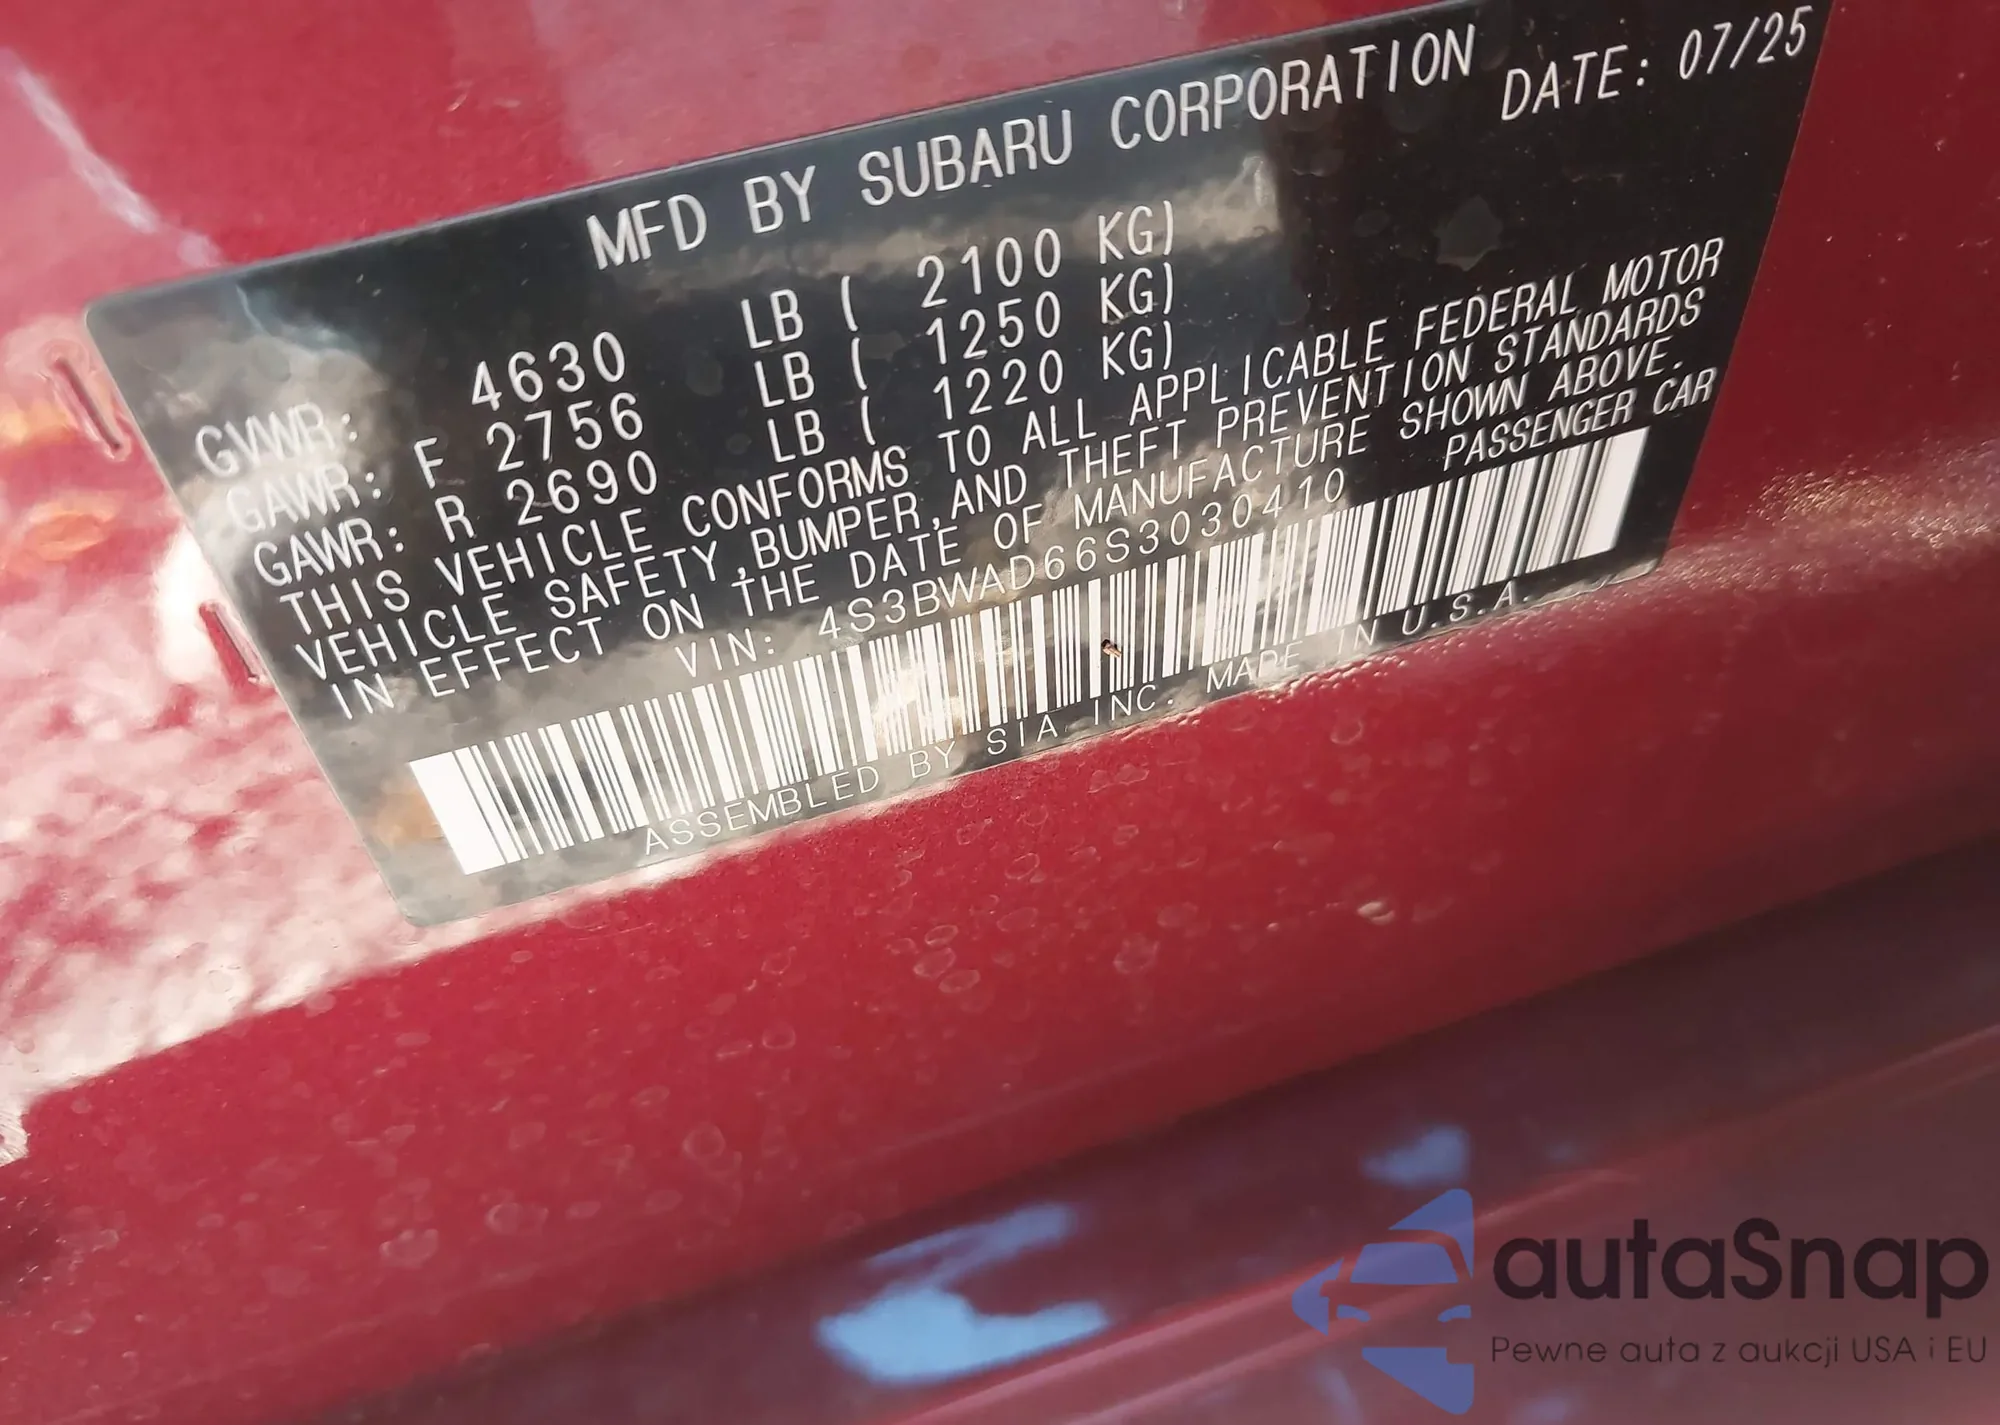 MFD BY SUBARU CORPORATION DATE: 07/25
GVWR: 4630 LB ( 2100 KG)
GAWR: F 2756 LB ( 1250 KG)
GAWR: R 2690 LB ( 1220 KG)
THIS VEHICLE CONFORMS TO ALL APPLICABLE FEDERAL MOTOR
VEHICLE SAFETY,BUMPER,AND THEFT PREVENTION STANDARDS
IN EFFECT ON THE DATE OF MANUFACTURE SHOWN ABOVE.
VIN: 4S3BWAD66S3030410 PASSENGER CAR
ASSEMBLED BY SIA, INC. MADE IN U.S.A.
autaSnap
Pewne auta z aukcji USA i EU